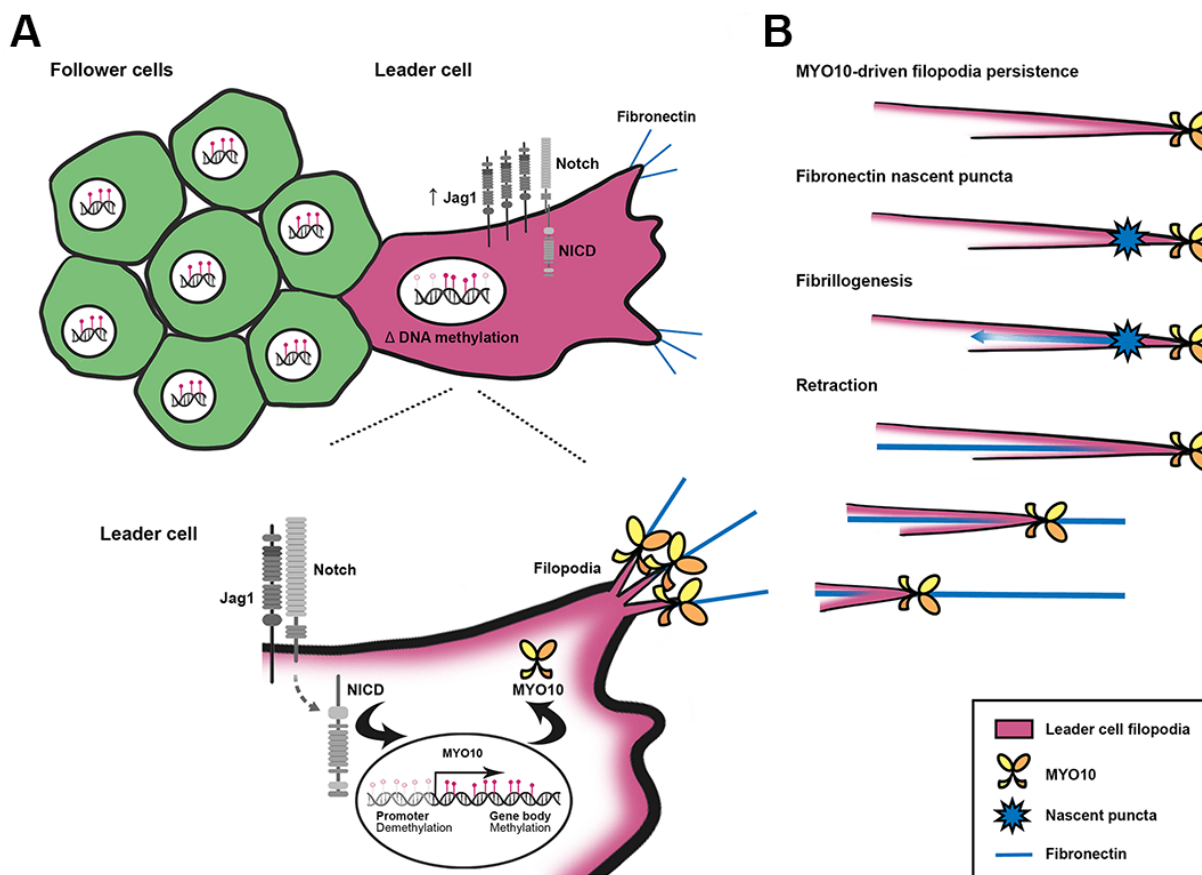 A
Follower cells
Leader cell
Fibronectin
Notch
↑ Jag1
NICD
Δ DNA methylation
Leader cell
Notch
Jag1
Filopodia
NICD
MYO10
MYO10
Promoter
Demethylation
Gene body
Methylation
B
MYO10-driven filopodia persistence
Fibronectin nascent puncta
Fibrillogenesis
Retraction
Leader cell filopodia
MYO10
Nascent puncta
Fibronectin